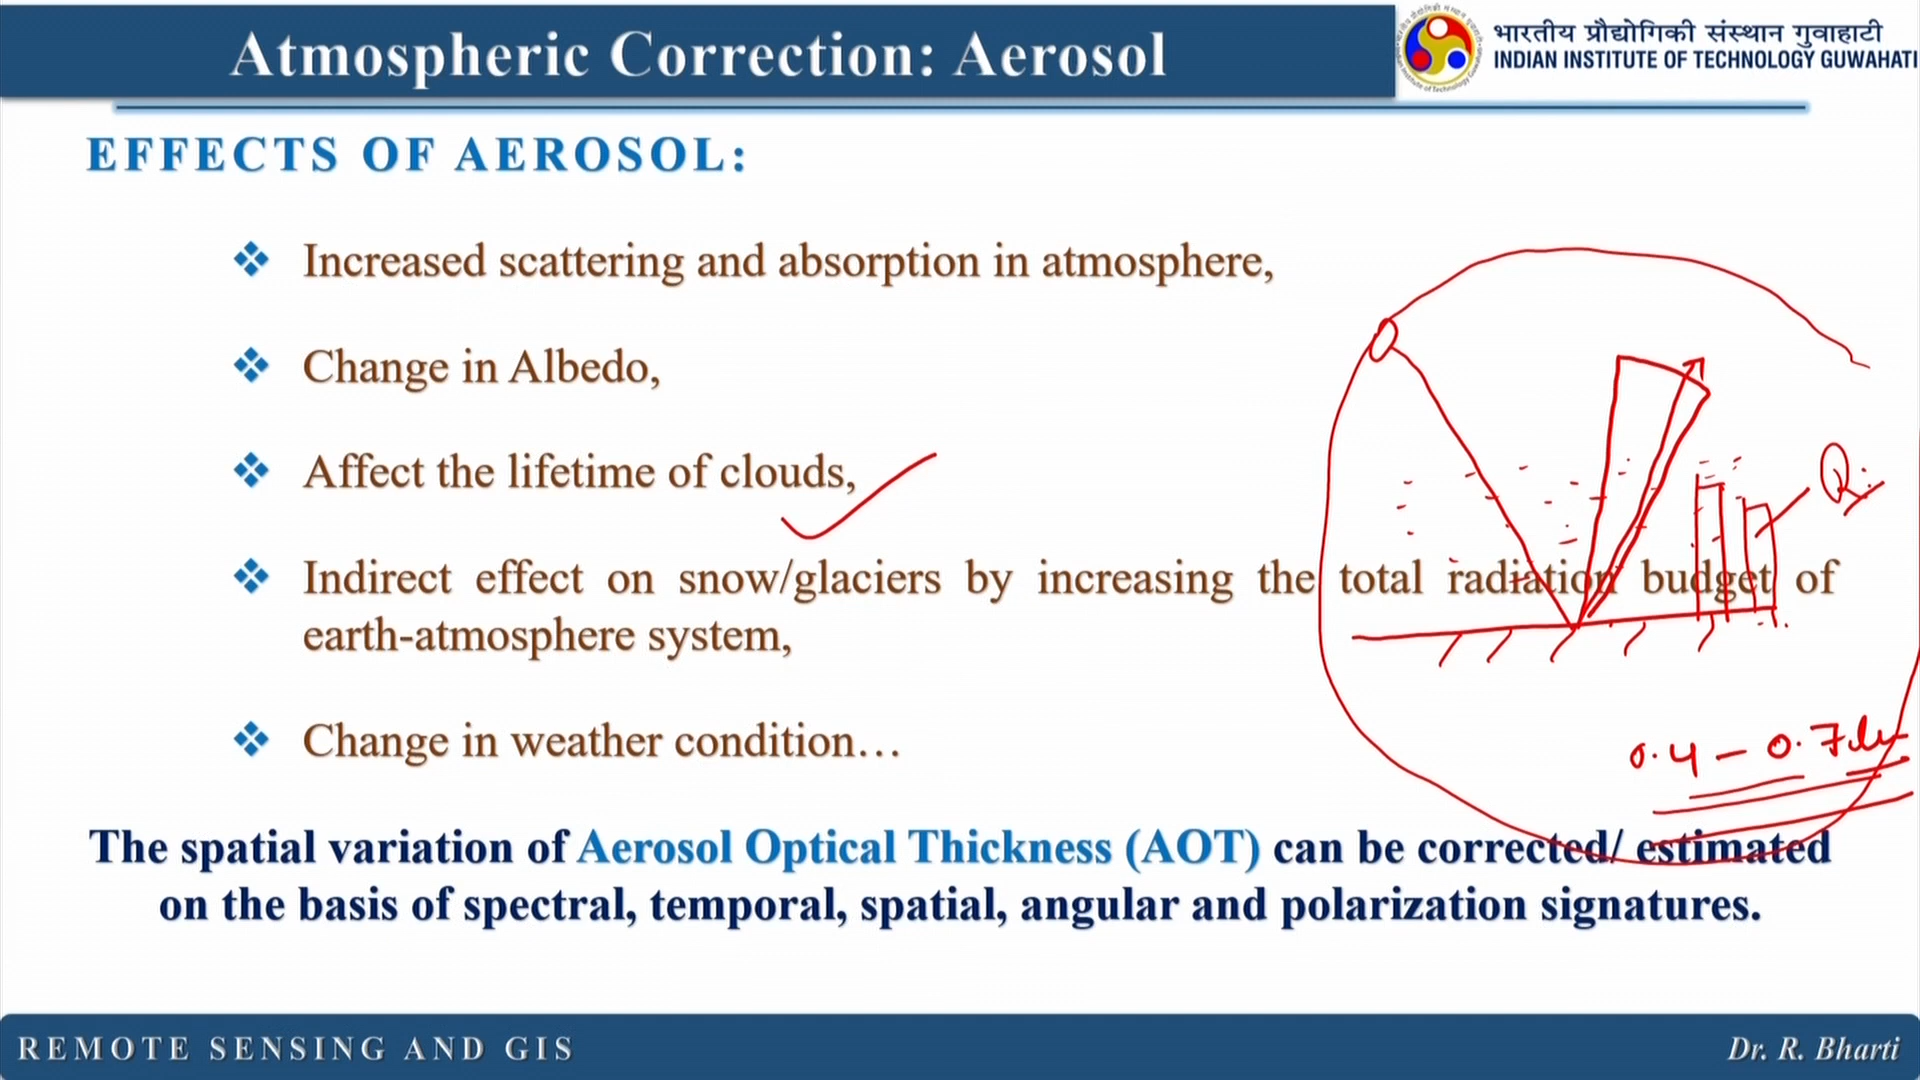 Atmospheric Correction: Aerosol
भारतीय प्रौद्योगिकी संस्थान गुवाहाटी
INDIAN INSTITUTE OF TECHNOLOGY GUWAHATI
EFFECTS OF AEROSOL:
Increased scattering and absorption in atmosphere,
Change in Albedo,
Affect the lifetime of clouds,
Indirect effect on snow/glaciers by increasing the total radiation budget of
earth-atmosphere system,
Change in weather condition…
0.4 – 0.7
The spatial variation of Aerosol Optical Thickness (AOT) can be corrected/ estimated
on the basis of spectral, temporal, spatial, angular and polarization signatures.
REMOTE SENSING AND GIS
Dr. R. Bharti